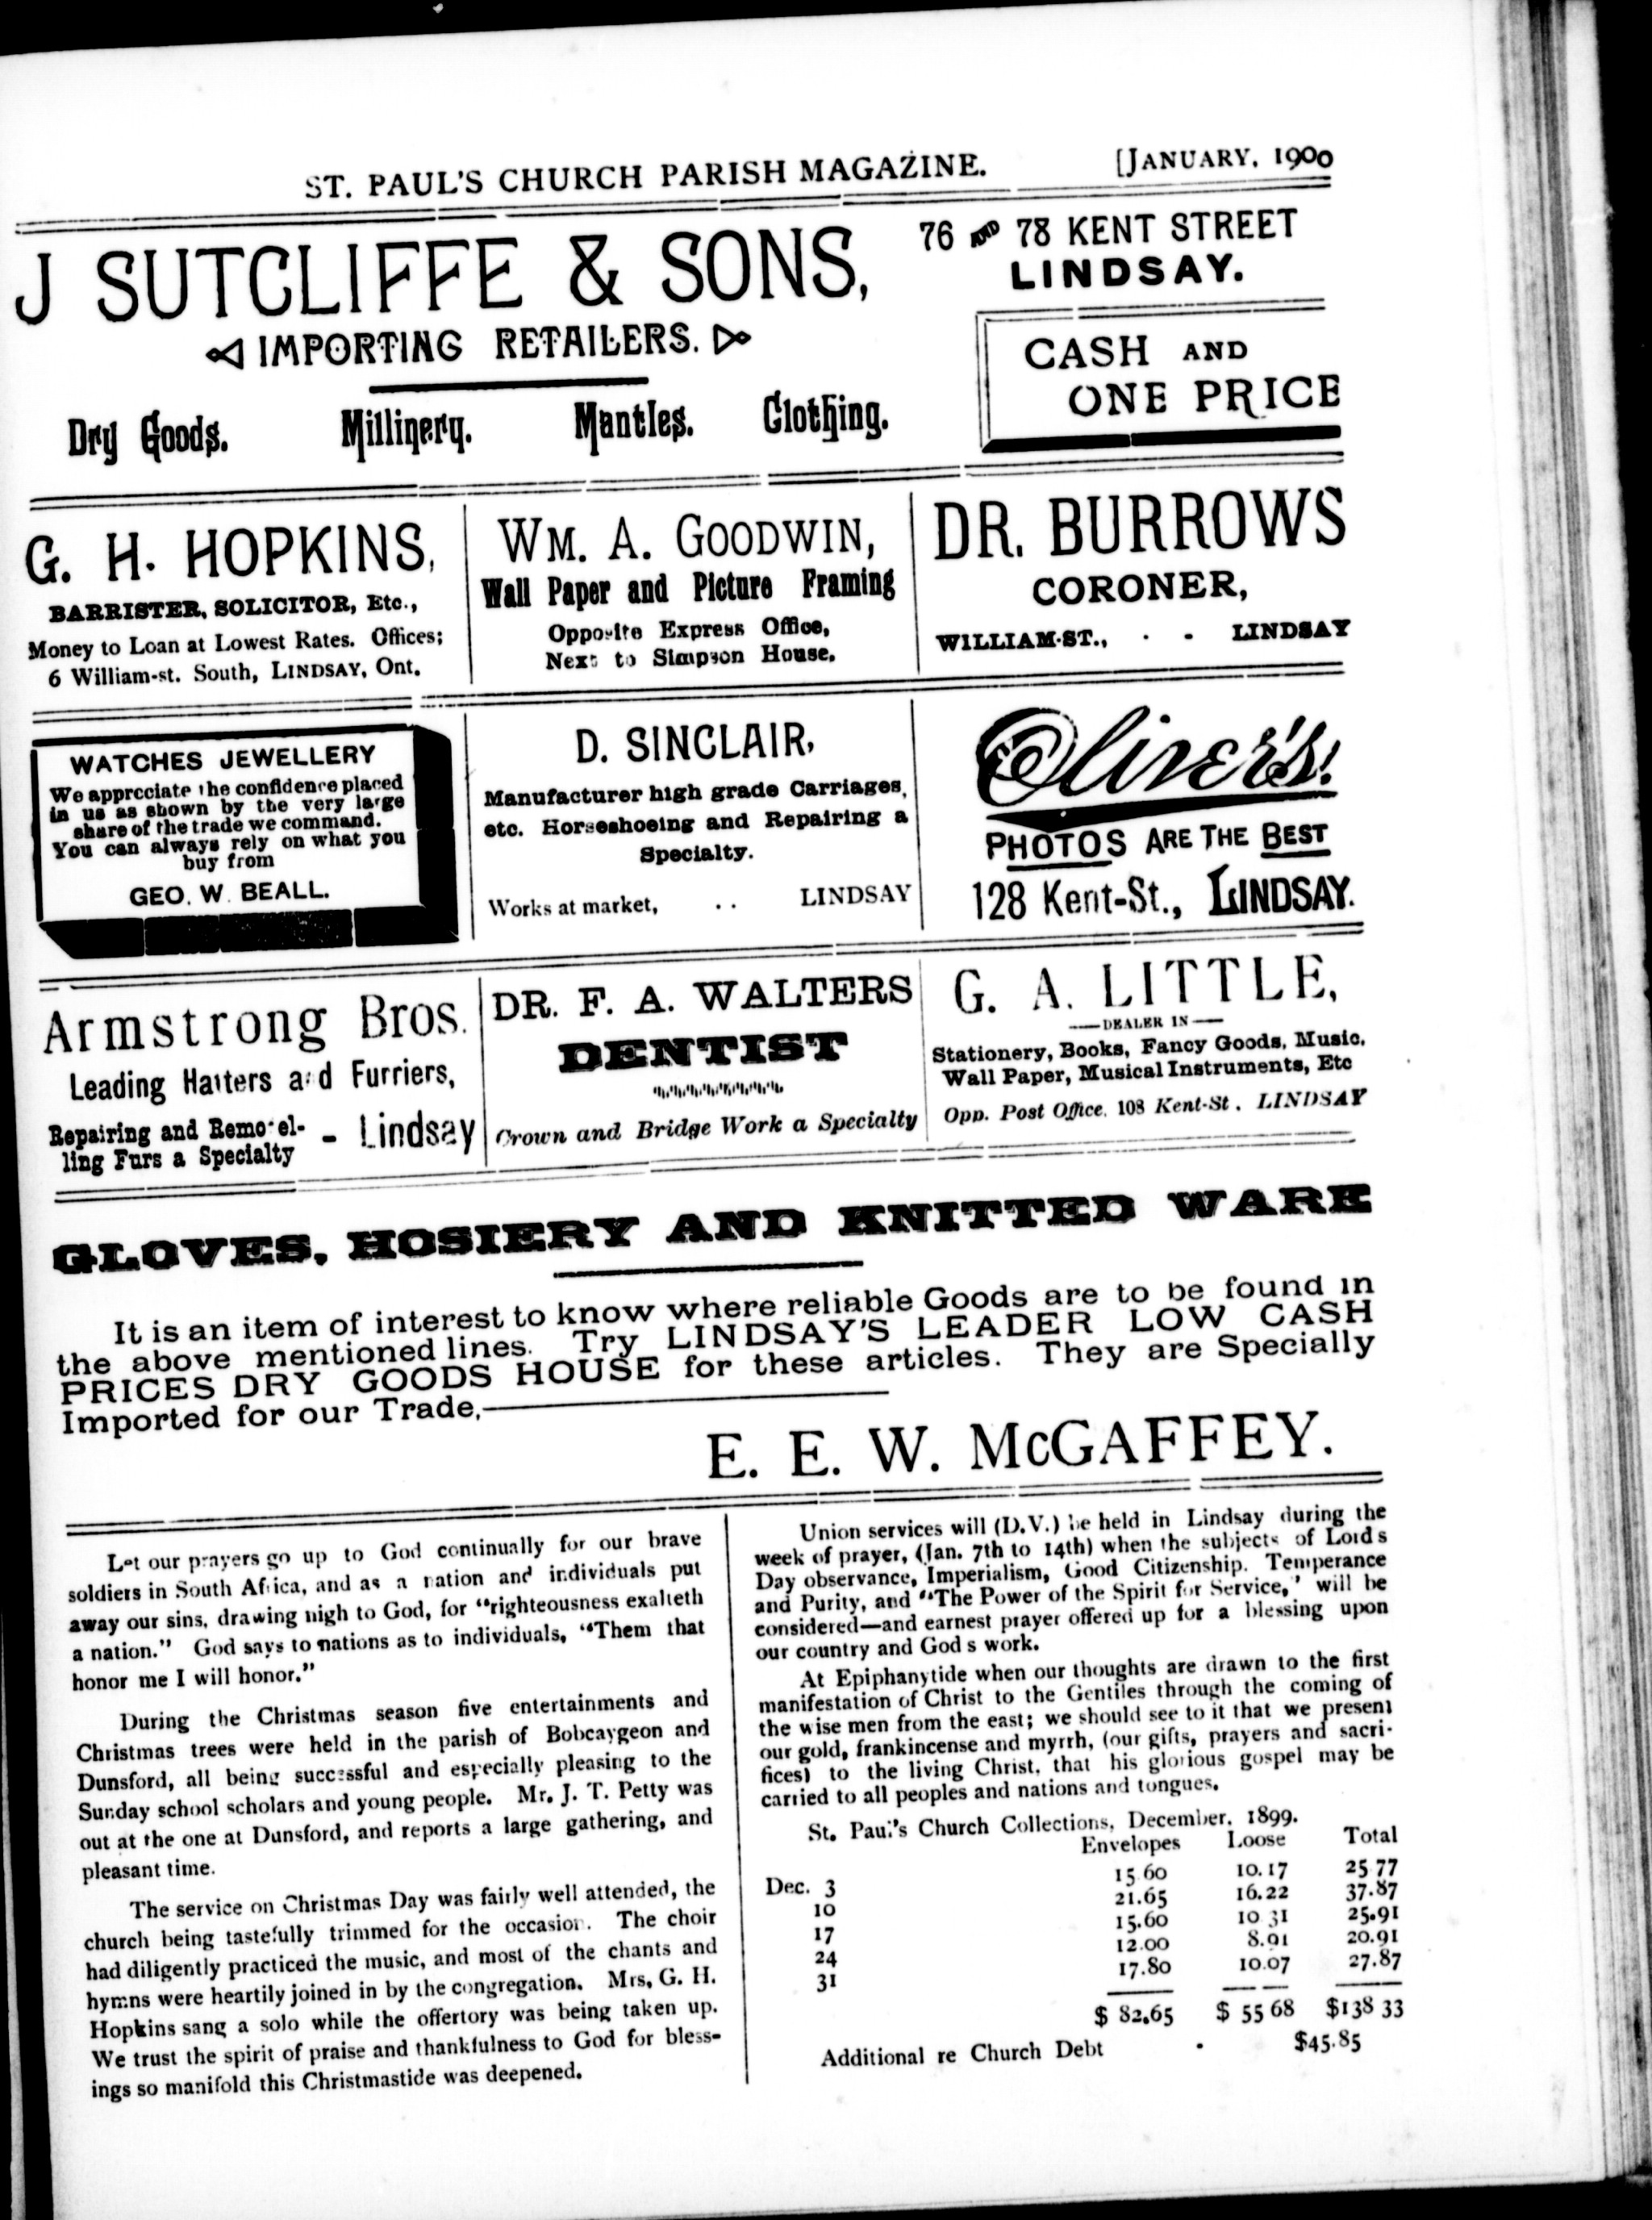 ST. PAUL'S CHURCH PARISH MAGAZINE. [JANUARY, 1900
J SUTCLIFFE & SONS,
IMPORTING RETAILERS.
Dry Goods. Millinery. Mantles. Clothing.
76 AND 78 KENT STREET
LINDSAY.
CASH AND
ONE PRICE
G. H. HOPKINS,
BARRISTER, SOLICITOR, Etc.,
Money to Loan at Lowest Rates. Offices;
6 William-st. South, LINDSAY, Ont.
WM. A. GOODWIN,
Wall Paper and Picture Framing
Opposite Express Office,
Next to Simpson House.
DR. BURROWS
CORONER,
WILLIAM-ST., - - LINDSAY
WATCHES JEWELLERY
We appreciate the confidence placed
in us as shown by the very large
share of the trade we command.
You can always rely on what you
buy from
GEO. W. BEALL.
D. SINCLAIR,
Manufacturer high grade Carriages,
etc. Horseshoeing and Repairing a
Specialty.
Works at market, . . LINDSAY
Oliver's!
PHOTOS ARE THE BEST
128 Kent-St., LINDSAY.
Armstrong Bros.
Leading Hatters and Furriers,
Repairing and Remodel-
ling Furs a Specialty - Lindsay
DR. F. A. WALTERS
DENTIST
Crown and Bridge Work a Specialty
G. A. LITTLE,
—DEALER IN—
Stationery, Books, Fancy Goods, Music,
Wall Paper, Musical Instruments, Etc
Opp. Post Office, 108 Kent-St. LINDSAY
GLOVES, HOSIERY AND KNITTED WARE
It is an item of interest to know where reliable Goods are to be found in
the above mentioned lines. Try LINDSAY'S LEADER LOW CASH
PRICES DRY GOODS HOUSE for these articles. They are Specially
Imported for our Trade,—
E. E. W. McGAFFEY.
Let our prayers go up to God continually for our brave
soldiers in South Africa, and as a nation and individuals put
away our sins, drawing nigh to God, for "righteousness exalteth
a nation." God says to nations as to individuals, "Them that
honor me I will honor."
During the Christmas season five entertainments and
Christmas trees were held in the parish of Bobcaygeon and
Dunsford, all being successful and especially pleasing to the
Sunday school scholars and young people. Mr. J. T. Petty was
out at the one at Dunsford, and reports a large gathering, and
pleasant time.
The service on Christmas Day was fairly well attended, the
church being tastefully trimmed for the occasion. The choir
had diligently practiced the music, and most of the chants and
hymns were heartily joined in by the congregation. Mrs, G. H.
Hopkins sang a solo while the offertory was being taken up.
We trust the spirit of praise and thankfulness to God for bless-
ings so manifold this Christmastide was deepened.
Union services will (D.V.) be held in Lindsay during the
week of prayer, (Jan. 7th to 14th) when the subjects of Lords
Day observance, Imperialism, Good Citizenship. Temperance
and Purity, and "The Power of the Spirit for Service," will be
considered—and earnest prayer offered up for a blessing upon
our country and God s work.
At Epiphanytide when our thoughts are drawn to the first
manifestation of Christ to the Gentiles through the coming of
the wise men from the east; we should see to it that we present
our gold, frankincense and myrrh, (our gifts, prayers and sacri-
fices) to the living Christ, that his glorious gospel may be
carried to all peoples and nations and tongues.
St. Paul's Church Collections, December, 1899.
Envelopes Loose Total
Dec. 3 15 60 10.17 25 77
10 21.65 16.22 37.87
17 15.60 10 31 25.91
24 12.00 8.91 20.91
31 17.80 10.07 27.87
$ 82.65 $ 55 68 $138 33
Additional re Church Debt . $45.85